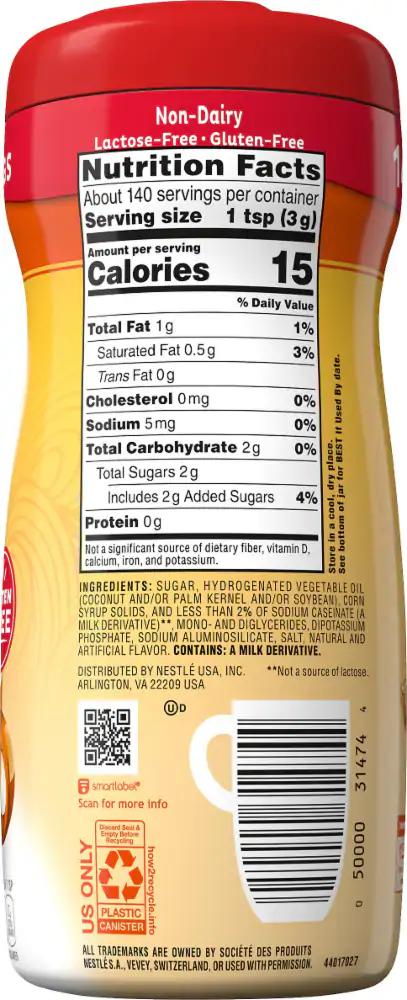 Non-Dairy
Lactose-Free • Gluten-Free
Nutrition Facts
About 140 servings per container
Serving size 1 tsp (3g)
Amount per serving
Calories 15
% Daily Value
Total Fat 1g 1%
Saturated Fat 0.5g 3%
Trans Fat 0g
Cholesterol 0mg 0%
Sodium 5mg 0%
Total Carbohydrate 2g 0%
Total Sugars 2g
Includes 2g Added Sugars 4%
Protein 0g
Not a significant source of dietary fiber, vitamin D,
calcium, iron, and potassium.
Store in a cool, dry place.
See bottom of jar for BEST If Used By date.
INGREDIENTS: SUGAR, HYDROGENATED VEGETABLE OIL
(COCONUT AND/OR PALM KERNEL AND/OR SOYBEAN), CORN
SYRUP SOLIDS, AND LESS THAN 2% OF SODIUM CASEINATE (A
MILK DERIVATIVE)**, MONO- AND DIGLYCERIDES, DIPOTASSIUM
PHOSPHATE, SODIUM ALUMINOSILICATE, SALT, NATURAL AND
ARTIFICIAL FLAVOR. CONTAINS: A MILK DERIVATIVE.
DISTRIBUTED BY NESTLÉ USA, INC. **Not a source of lactose.
ARLINGTON, VA 22209 USA
U D
smartlabel®
Scan for more info
US ONLY
Discard Seal &
Empty Before
Recycling
PLASTIC
CANISTER
how2recycle.info
0 50000 31474 4
ALL TRADEMARKS ARE OWNED BY SOCIÉTÉ DES PRODUITS
NESTLÉ S.A., VEVEY, SWITZERLAND, OR USED WITH PERMISSION. 44017027